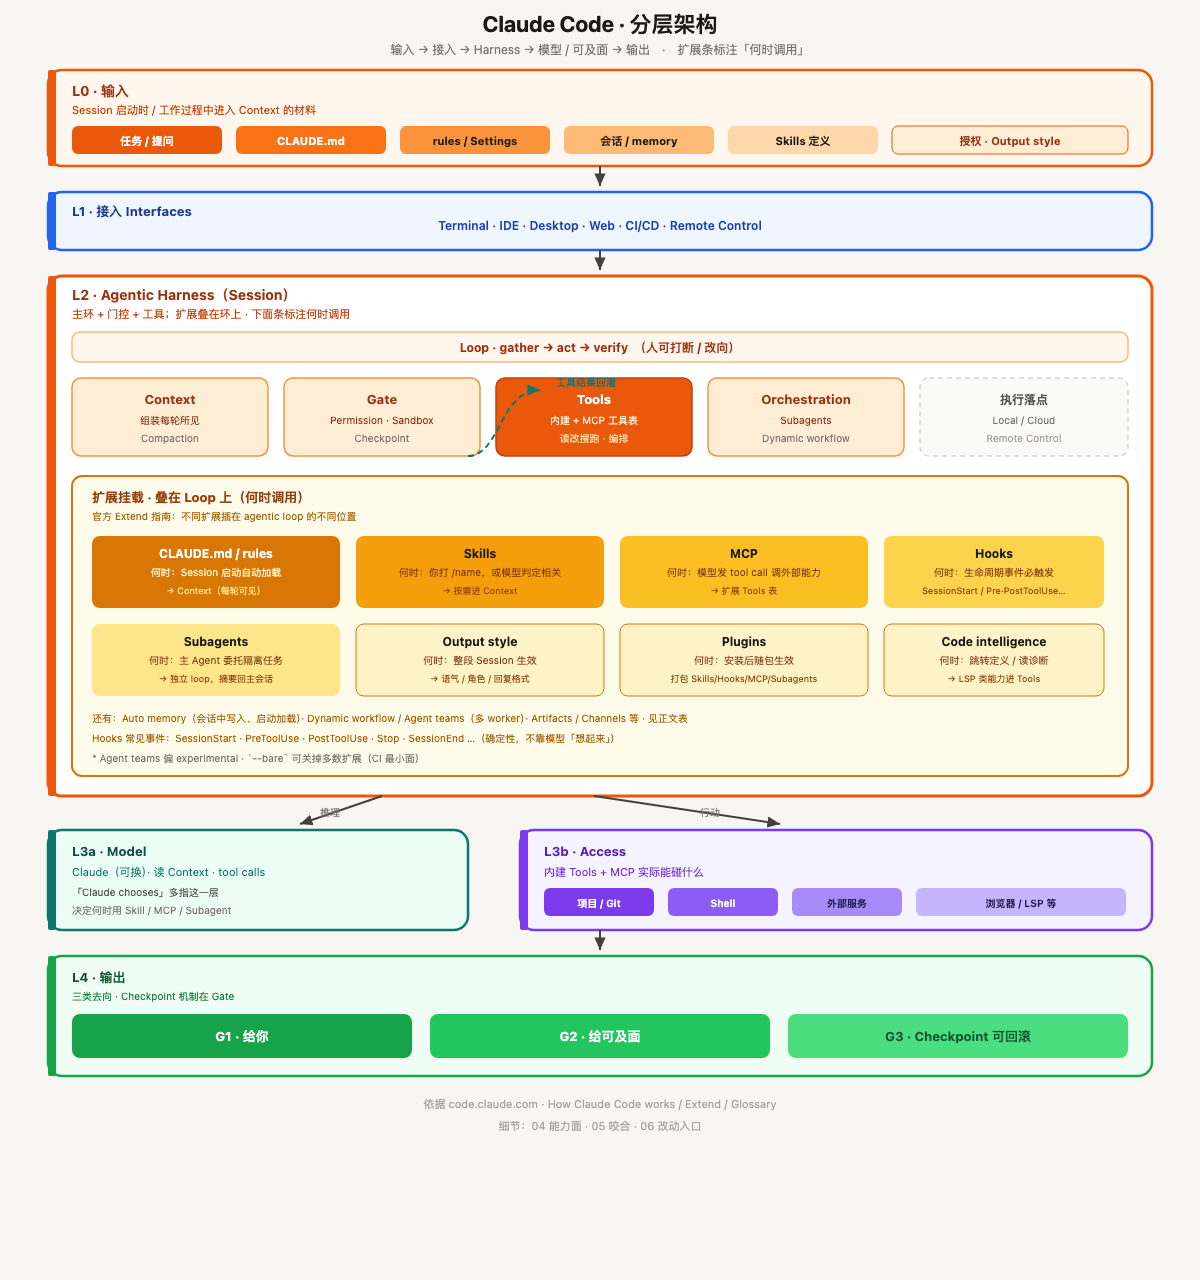 Claude Code · 分层架构
输入 → 接入 → Harness → 模型 / 可及面 → 输出 · 扩展条标注「何时调用」
L0 · 输入
Session 启动时 / 工作过程中进入 Context 的材料
任务 / 提问
CLAUDE.md
rules / Settings
会话 / memory
Skills 定义
授权 · Output style
L1 · 接入 Interfaces
Terminal · IDE · Desktop · Web · CI/CD · Remote Control
L2 · Agentic Harness（Session）
主环 + 门控 + 工具；扩展叠在环上 · 下面条标注何时调用
Loop · gather → act → verify （人可打断 / 改向）
工具结果回灌
Context
组装每轮所见
Compaction
Gate
Permission · Sandbox
Checkpoint
Tools
内建 + MCP 工具表
读改搜跑 · 编排
Orchestration
Subagents
Dynamic workflow
执行落点
Local / Cloud
Remote Control
扩展挂载 · 叠在 Loop 上（何时调用）
官方 Extend 指南：不同扩展插在 agentic loop 的不同位置
CLAUDE.md / rules
何时：Session 启动自动加载
→ Context（每轮可见）
Skills
何时：你打 /name，或模型判定相关
→ 按需进 Context
MCP
何时：模型发 tool call 调外部能力
→ 扩展 Tools 表
Hooks
何时：生命周期事件必触发
SessionStart / Pre·PostToolUse…
Subagents
何时：主 Agent 委托隔离任务
→ 独立 loop，摘要回主会话
Output style
何时：整段 Session 生效
→ 语气 / 角色 / 回复格式
Plugins
何时：安装后随包生效
打包 Skills/Hooks/MCP/Subagents
Code intelligence
何时：跳转定义 / 读诊断
→ LSP 类能力进 Tools
还有：Auto memory（会话中写入、启动加载）· Dynamic workflow / Agent teams（多 worker）· Artifacts / Channels 等 · 见正文表
Hooks 常见事件：SessionStart · PreToolUse · PostToolUse · Stop · SessionEnd …（确定性，不靠模型「想起来」）
* Agent teams 偏 experimental · `--bare` 可关掉多数扩展（CI 最小面）
推理
行动
L3a · Model
Claude（可换）· 读 Context · tool calls
「Claude chooses」多指这一层
决定何时用 Skill / MCP / Subagent
L3b · Access
内建 Tools + MCP 实际能碰什么
项目 / Git
Shell
外部服务
浏览器 / LSP 等
L4 · 输出
三类去向 · Checkpoint 机制在 Gate
G1 · 给你
G2 · 给可及面
G3 · Checkpoint 可回滚
依据 code.claude.com · How Claude Code works / Extend / Glossary
细节：04 能力面 · 05 咬合 · 06 改动入口